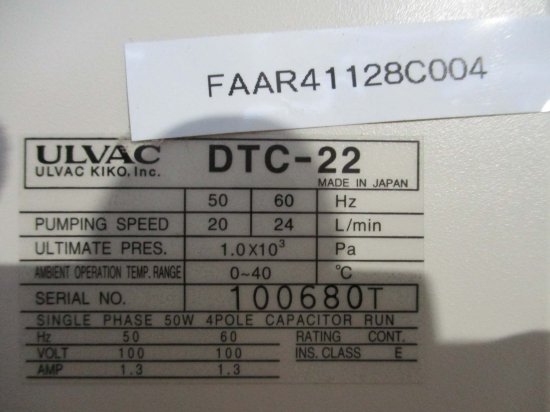 FAAR41128C004
ULVAC DTC-22
ULVAC KIKO, Inc. MADE IN JAPAN
50 60 Hz
PUMPING SPEED 20 24 L/min
ULTIMATE PRES. 1.0X10³ Pa
AMBIENT OPERATION TEMP. RANGE 0~40 °C
SERIAL NO. 100680T
SINGLE PHASE 50W 4POLE CAPACITOR RUN
Hz 50 60 RATING CONT.
VOLT 100 100 INS. CLASS E
AMP 1.3 1.3